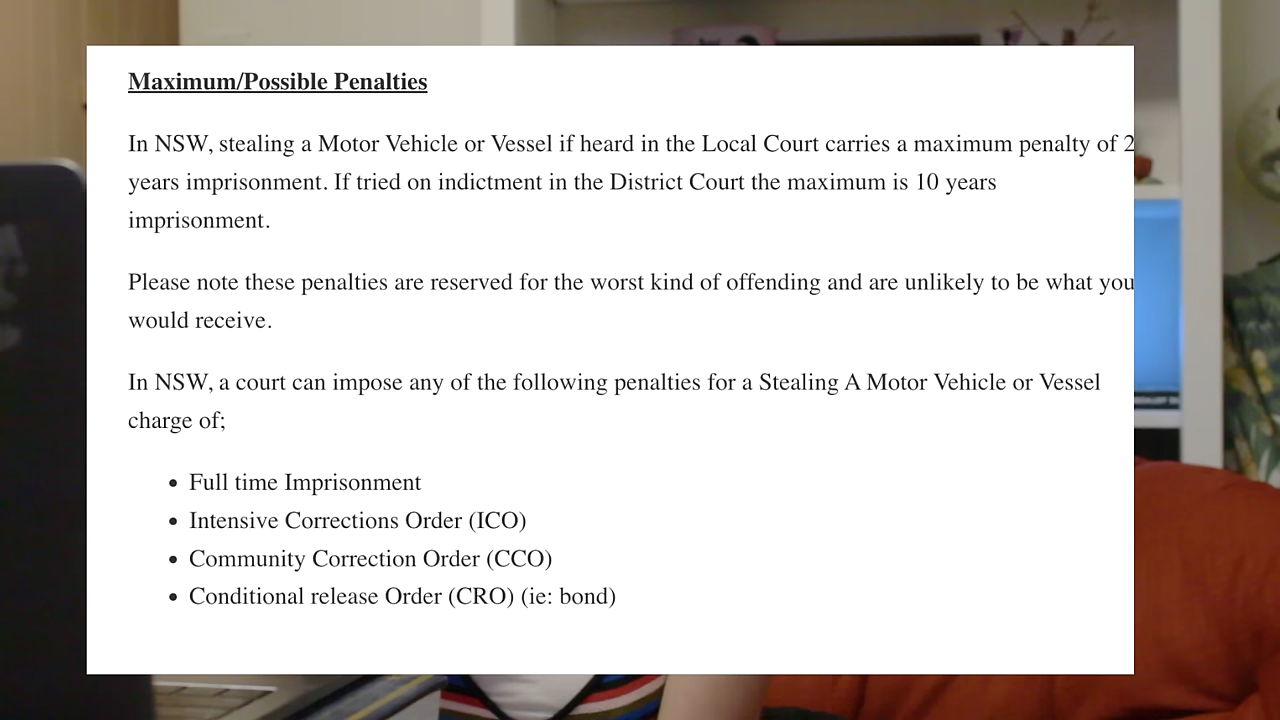 Maximum/Possible Penalties
In NSW, stealing a Motor Vehicle or Vessel if heard in the Local Court carries a maximum penalty of 2
years imprisonment. If tried on indictment in the District Court the maximum is 10 years
imprisonment.
Please note these penalties are reserved for the worst kind of offending and are unlikely to be what you
would receive.
In NSW, a court can impose any of the following penalties for a Stealing A Motor Vehicle or Vessel
charge of;
• Full time Imprisonment
• Intensive Corrections Order (ICO)
• Community Correction Order (CCO)
• Conditional release Order (CRO) (ie: bond)